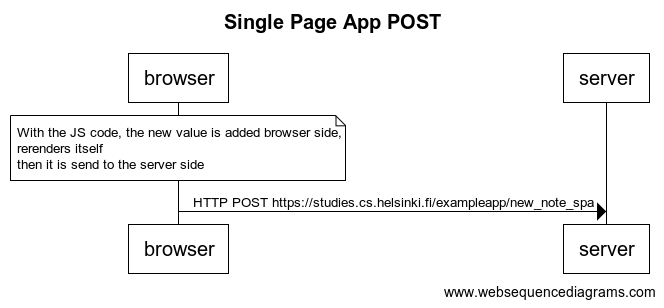 Single Page App POST
browser
server
With the JS code, the new value is added browser side,
rerenders itself
then it is send to the server side
HTTP POST https://studies.cs.helsinki.fi/exampleapp/new_note_spa
browser
server
www.websequencediagrams.com